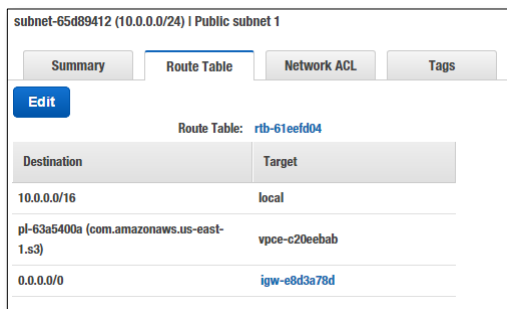 subnet-65d89412 (10.0.0.0/24) | Public subnet 1
Summary Route Table Network ACL Tags
Edit
Route Table: rtb-61eefd04
Destination Target
10.0.0.0/16 local
pl-63a5400a (com.amazonaws.us-east-
1.s3) vpce-c20eebab
0.0.0.0/0 igw-e8d3a78d